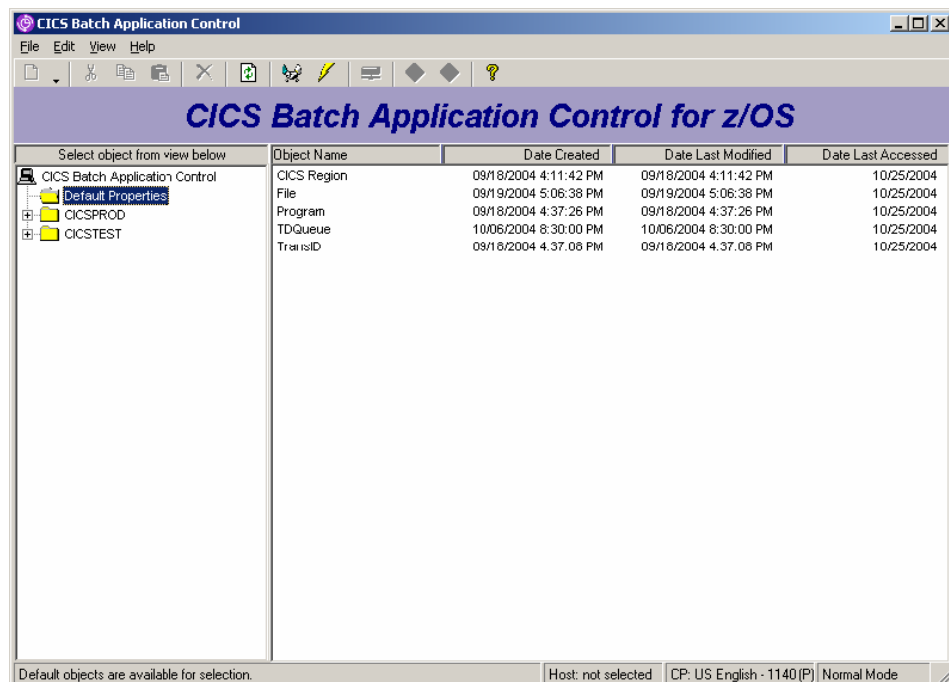 CICS Batch Application Control
File Edit View Help
CICS Batch Application Control for z/OS
Select object from view below Object Name Date Created Date Last Modified Date Last Accessed
CICS Batch Application Control CICS Region 09/18/2004 4:11:42 PM 09/18/2004 4:11:42 PM 10/25/2004
Default Properties File 09/19/2004 5:06:38 PM 09/19/2004 5:06:38 PM 10/25/2004
CICSPROD Program 09/18/2004 4:37:26 PM 09/18/2004 4:37:26 PM 10/25/2004
CICSTEST TDQueue 10/06/2004 8:30:00 PM 10/06/2004 8:30:00 PM 10/25/2004
TransID 09/18/2004 4:37:08 PM 09/18/2004 4:37:08 PM 10/25/2004
Default objects are available for selection. Host: not selected CP: US English - 1140(P) Normal Mode